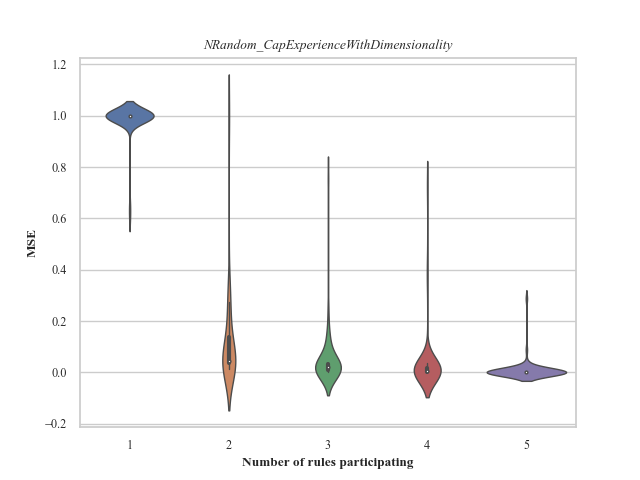 NRandom_CapExperienceWithDimensionality
1.2
1.0
0.8
0.6
0.4
0.2
0.0
−0.2
MSE
1 2 3 4 5
Number of rules participating